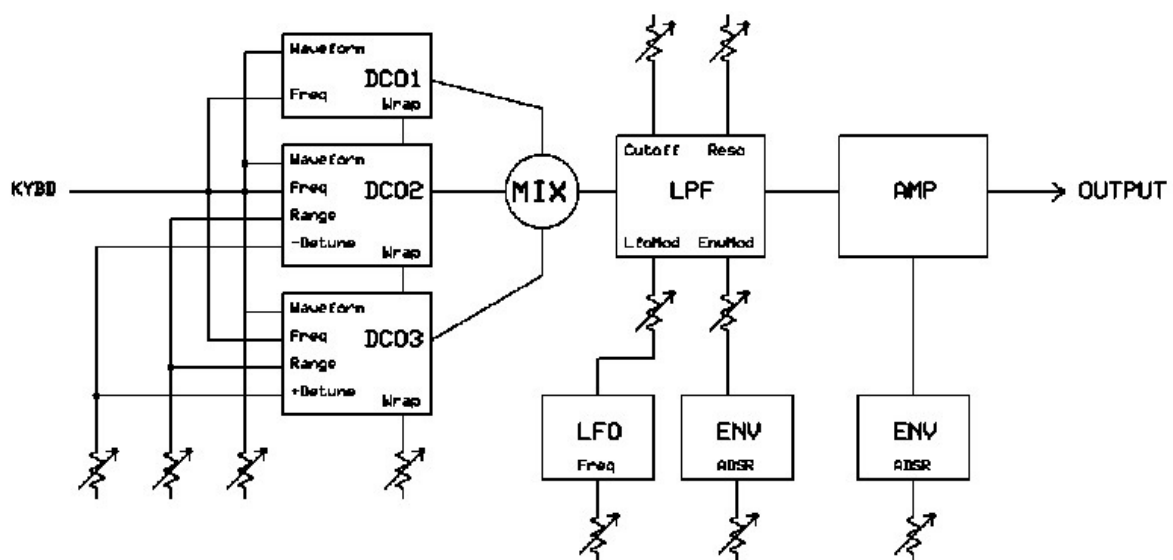 Waveform
DCO1
Freq
Wrap
Waveform
KYBD
Freq
DCO2
Range
-Detune
Wrap
Waveform
Freq
DCO3
Range
+Detune
Wrap
MIX
Cutoff Reso
LPF
LfoMod EnvMod
AMP
OUTPUT
LFO
Freq
ENV
ADSR
ENV
ADSR